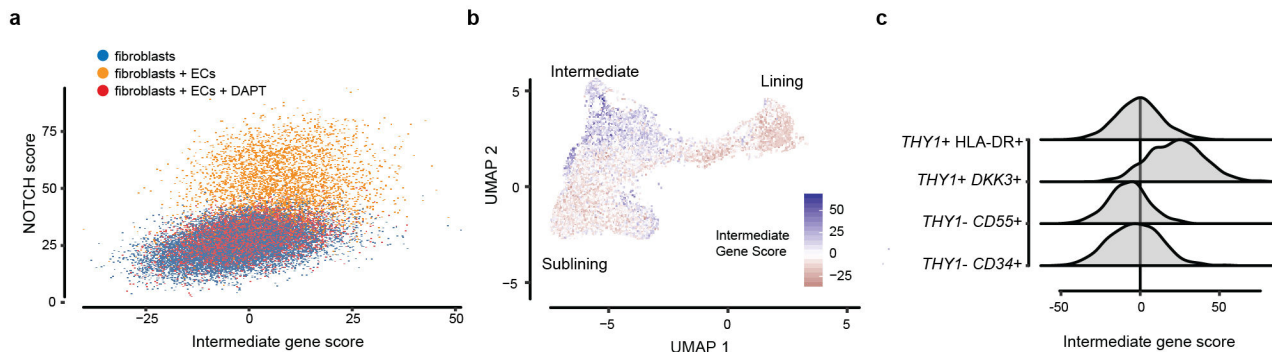 a
fibroblasts
fibroblasts + ECs
fibroblasts + ECs + DAPT
NOTCH score
75
50
25
0
−25
0
25
50
Intermediate gene score
b
Intermediate
Lining
Sublining
UMAP 2
5
0
−5
−5
0
5
UMAP 1
Intermediate
Gene Score
50
25
0
−25
c
THY1+ HLA-DR+
THY1+ DKK3+
THY1- CD55+
THY1- CD34+
-50
0
50
Intermediate gene score